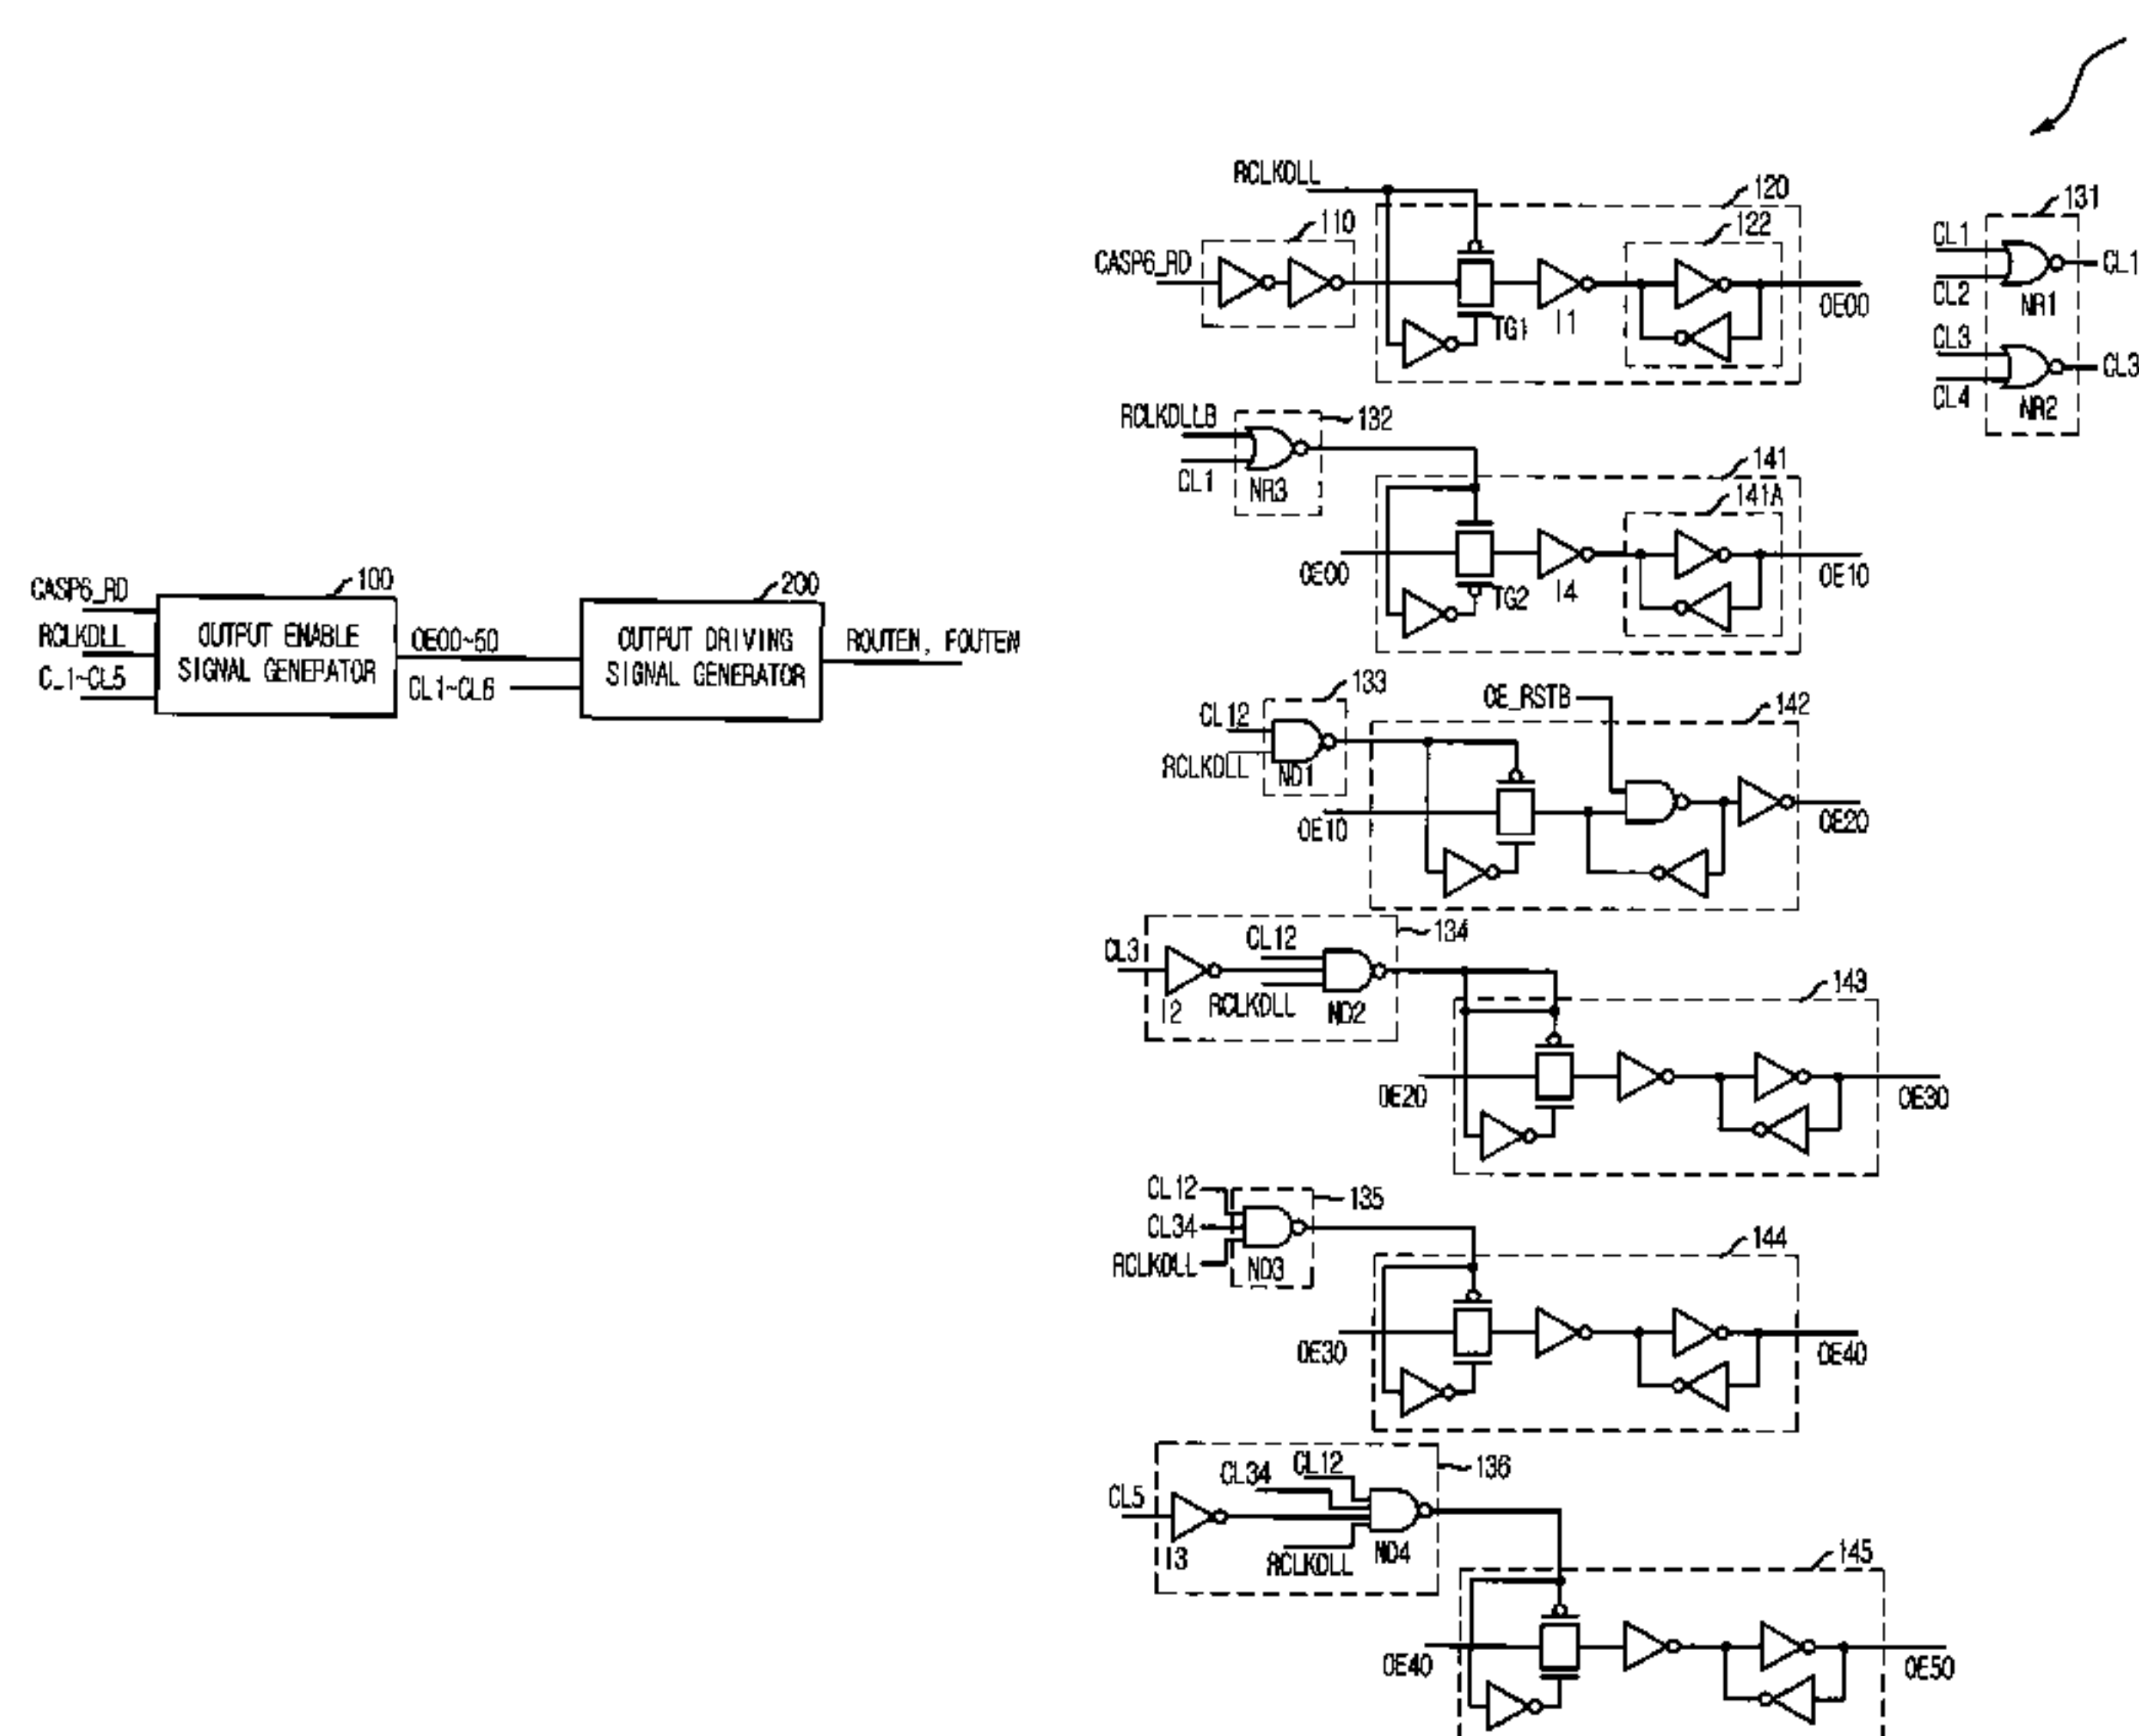 100
CASP6_RD
RCLKDLL
CL1~CL5
OUTPUT ENABLE
SIGNAL GENERATOR
OE00~50
CL1~CL6
200
OUTPUT DRIVING
SIGNAL GENERATOR
ROUTEN, FOUTEN
RCLKDLL
CASP6_RD
110
120
122
TG1
I1
OE00
131
CL1
CL2
NR1
CL1
CL3
CL4
NR2
CL3
RCLKDLLB
CL1
NR3
132
141
141A
OE00
TG2
I4
OE10
133
CL12
RCLKDLL
ND1
OE_RSTB
142
OE10
OE20
134
CL3
I2
CL12
RCLKDLL
ND2
143
OE20
OE30
CL12
CL34
RCLKDLL
ND3
135
144
OE30
OE40
136
CL5
I3
CL34
CL12
RCLKDLL
ND4
145
OE40
OE50